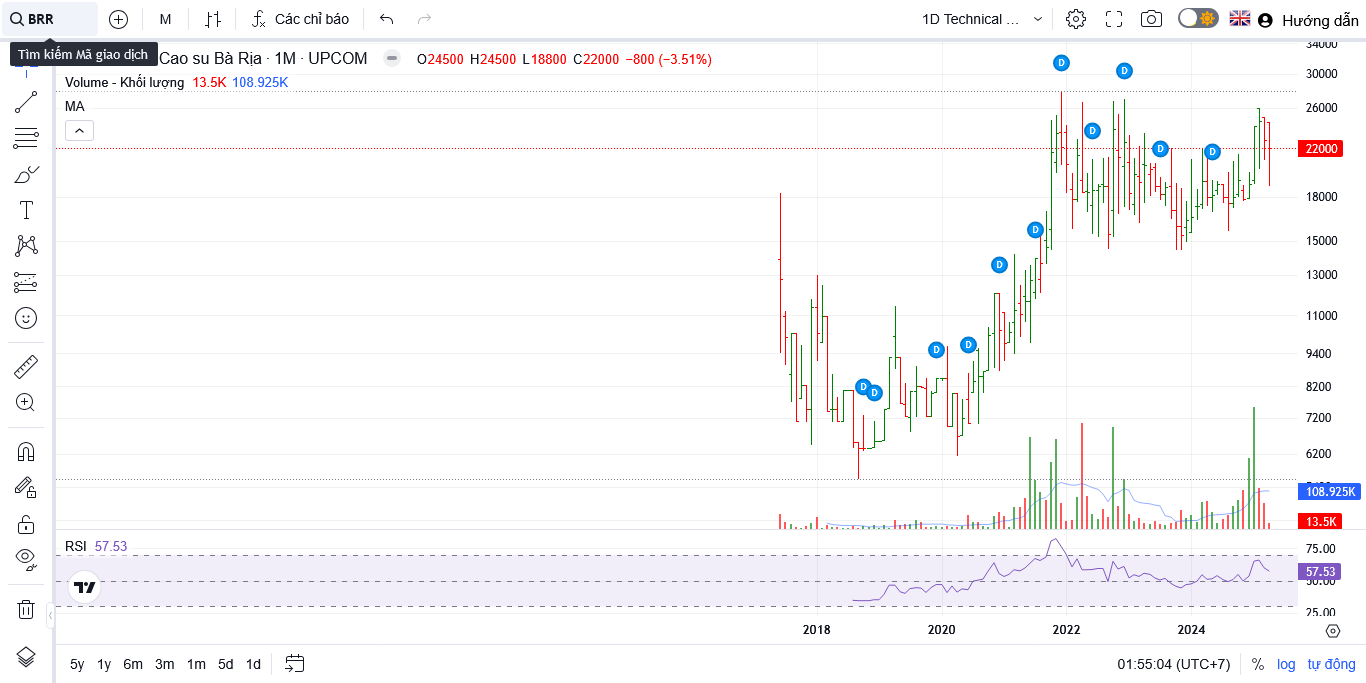 BRR
M
Các chỉ báo
1D Technical ...
Hướng dẫn
Tìm kiếm Mã giao dịch
Cao su Bà Rịa · 1M · UPCOM
O24500 H24500 L18800 C22000 −800 (−3.51%)
Volume - Khối lượng 13.5K 108.925K
MA
34000
30000
26000
22000
18000
15000
13000
11000
9400
8200
7200
6200
108.925K
13.5K
D
D
D
D
D
D
D
D
D
D
D
RSI 57.53
75.00
57.53
50.00
25.00
2018 2020 2022 2024
5y 1y 6m 3m 1m 5d 1d
01:55:04 (UTC+7)
% log tự động